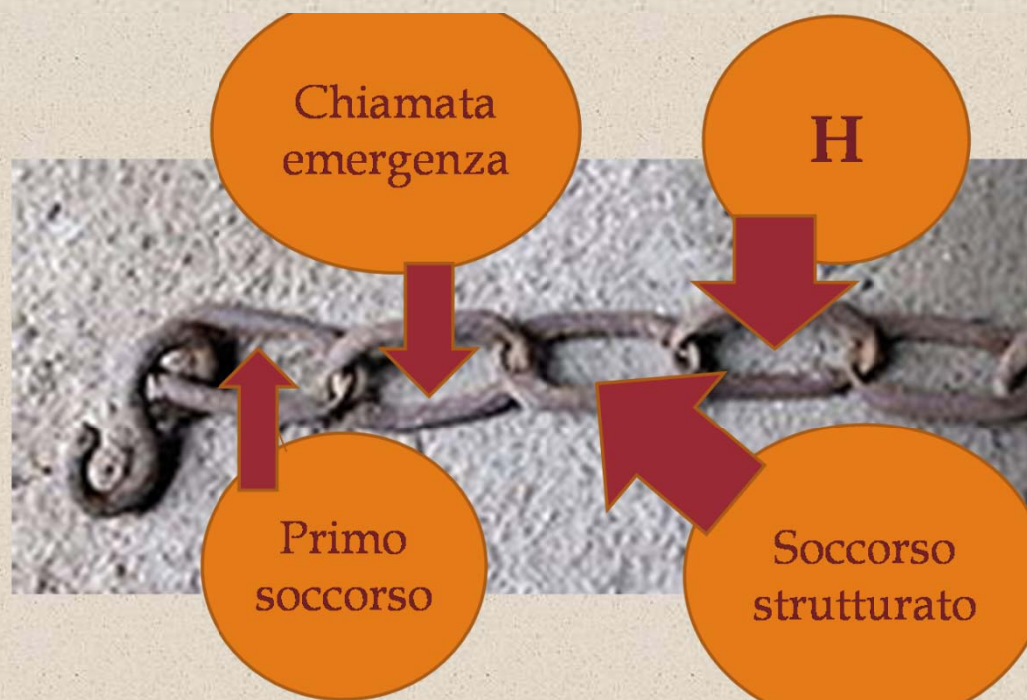 Chiamata
emergenza
H
Primo
soccorso
Soccorso
strutturato